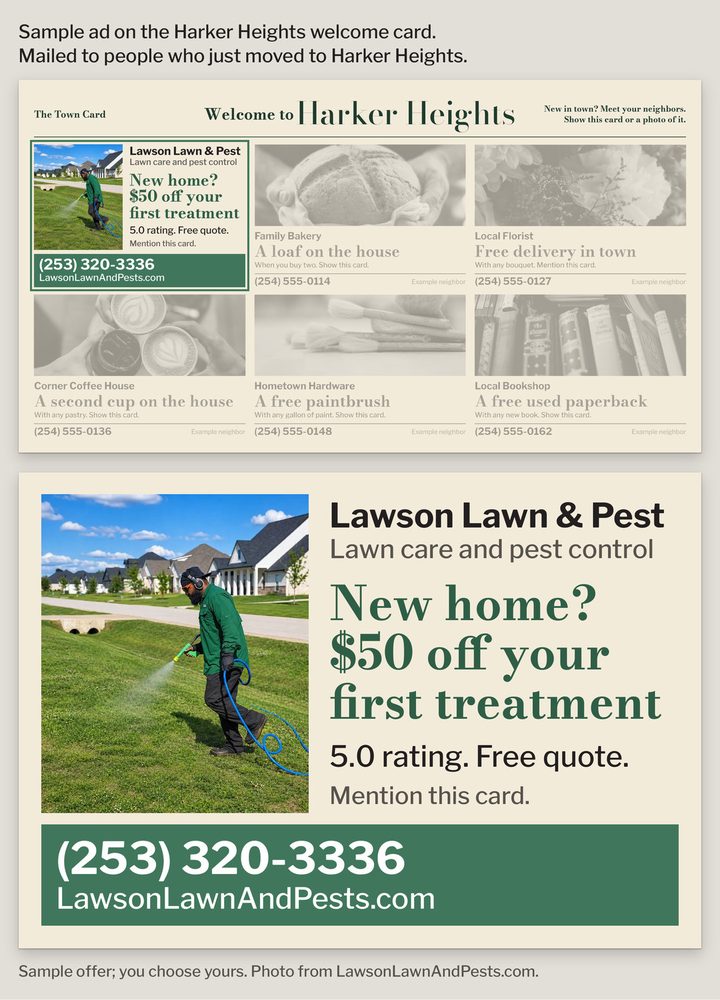 Sample ad on the Harker Heights welcome card.
Mailed to people who just moved to Harker Heights.
The Town Card
Welcome to Harker Heights
New in town? Meet your neighbors.
Show this card or a photo of it.
Lawson Lawn & Pest
Lawn care and pest control
New home?
$50 off your
first treatment
5.0 rating. Free quote.
Mention this card.
(253) 320-3336
LawsonLawnAndPests.com
Family Bakery
A loaf on the house
When you buy two. Show this card.
(254) 555-0114
Example neighbor
Local Florist
Free delivery in town
With any bouquet. Mention this card.
(254) 555-0127
Example neighbor
Corner Coffee House
A second cup on the house
With any pastry. Show this card.
(254) 555-0136
Example neighbor
Hometown Hardware
A free paintbrush
With any gallon of paint. Show this card.
(254) 555-0148
Example neighbor
Local Bookshop
A free used paperback
With any new book. Show this card.
(254) 555-0162
Example neighbor
Lawson Lawn & Pest
Lawn care and pest control
New home?
$50 off your
first treatment
5.0 rating. Free quote.
Mention this card.
(253) 320-3336
LawsonLawnAndPests.com
Sample offer; you choose yours. Photo from LawsonLawnAndPests.com.